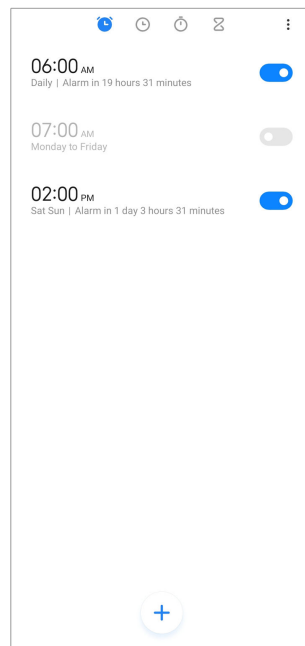 06:00 AM
Daily | Alarm in 19 hours 31 minutes
07:00 AM
Monday to Friday
02:00 PM
Sat Sun | Alarm in 1 day 3 hours 31 minutes